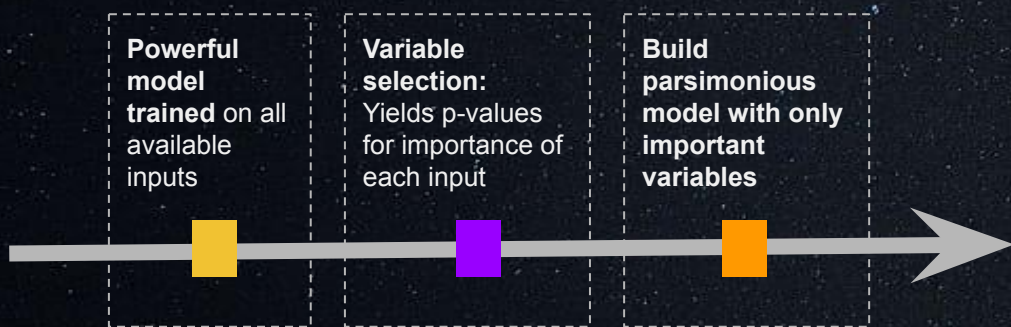 Powerful
model
trained on all
available
inputs
Variable
selection:
Yields p-values
for importance of
each input
Build
parsimonious
model with only
important
variables